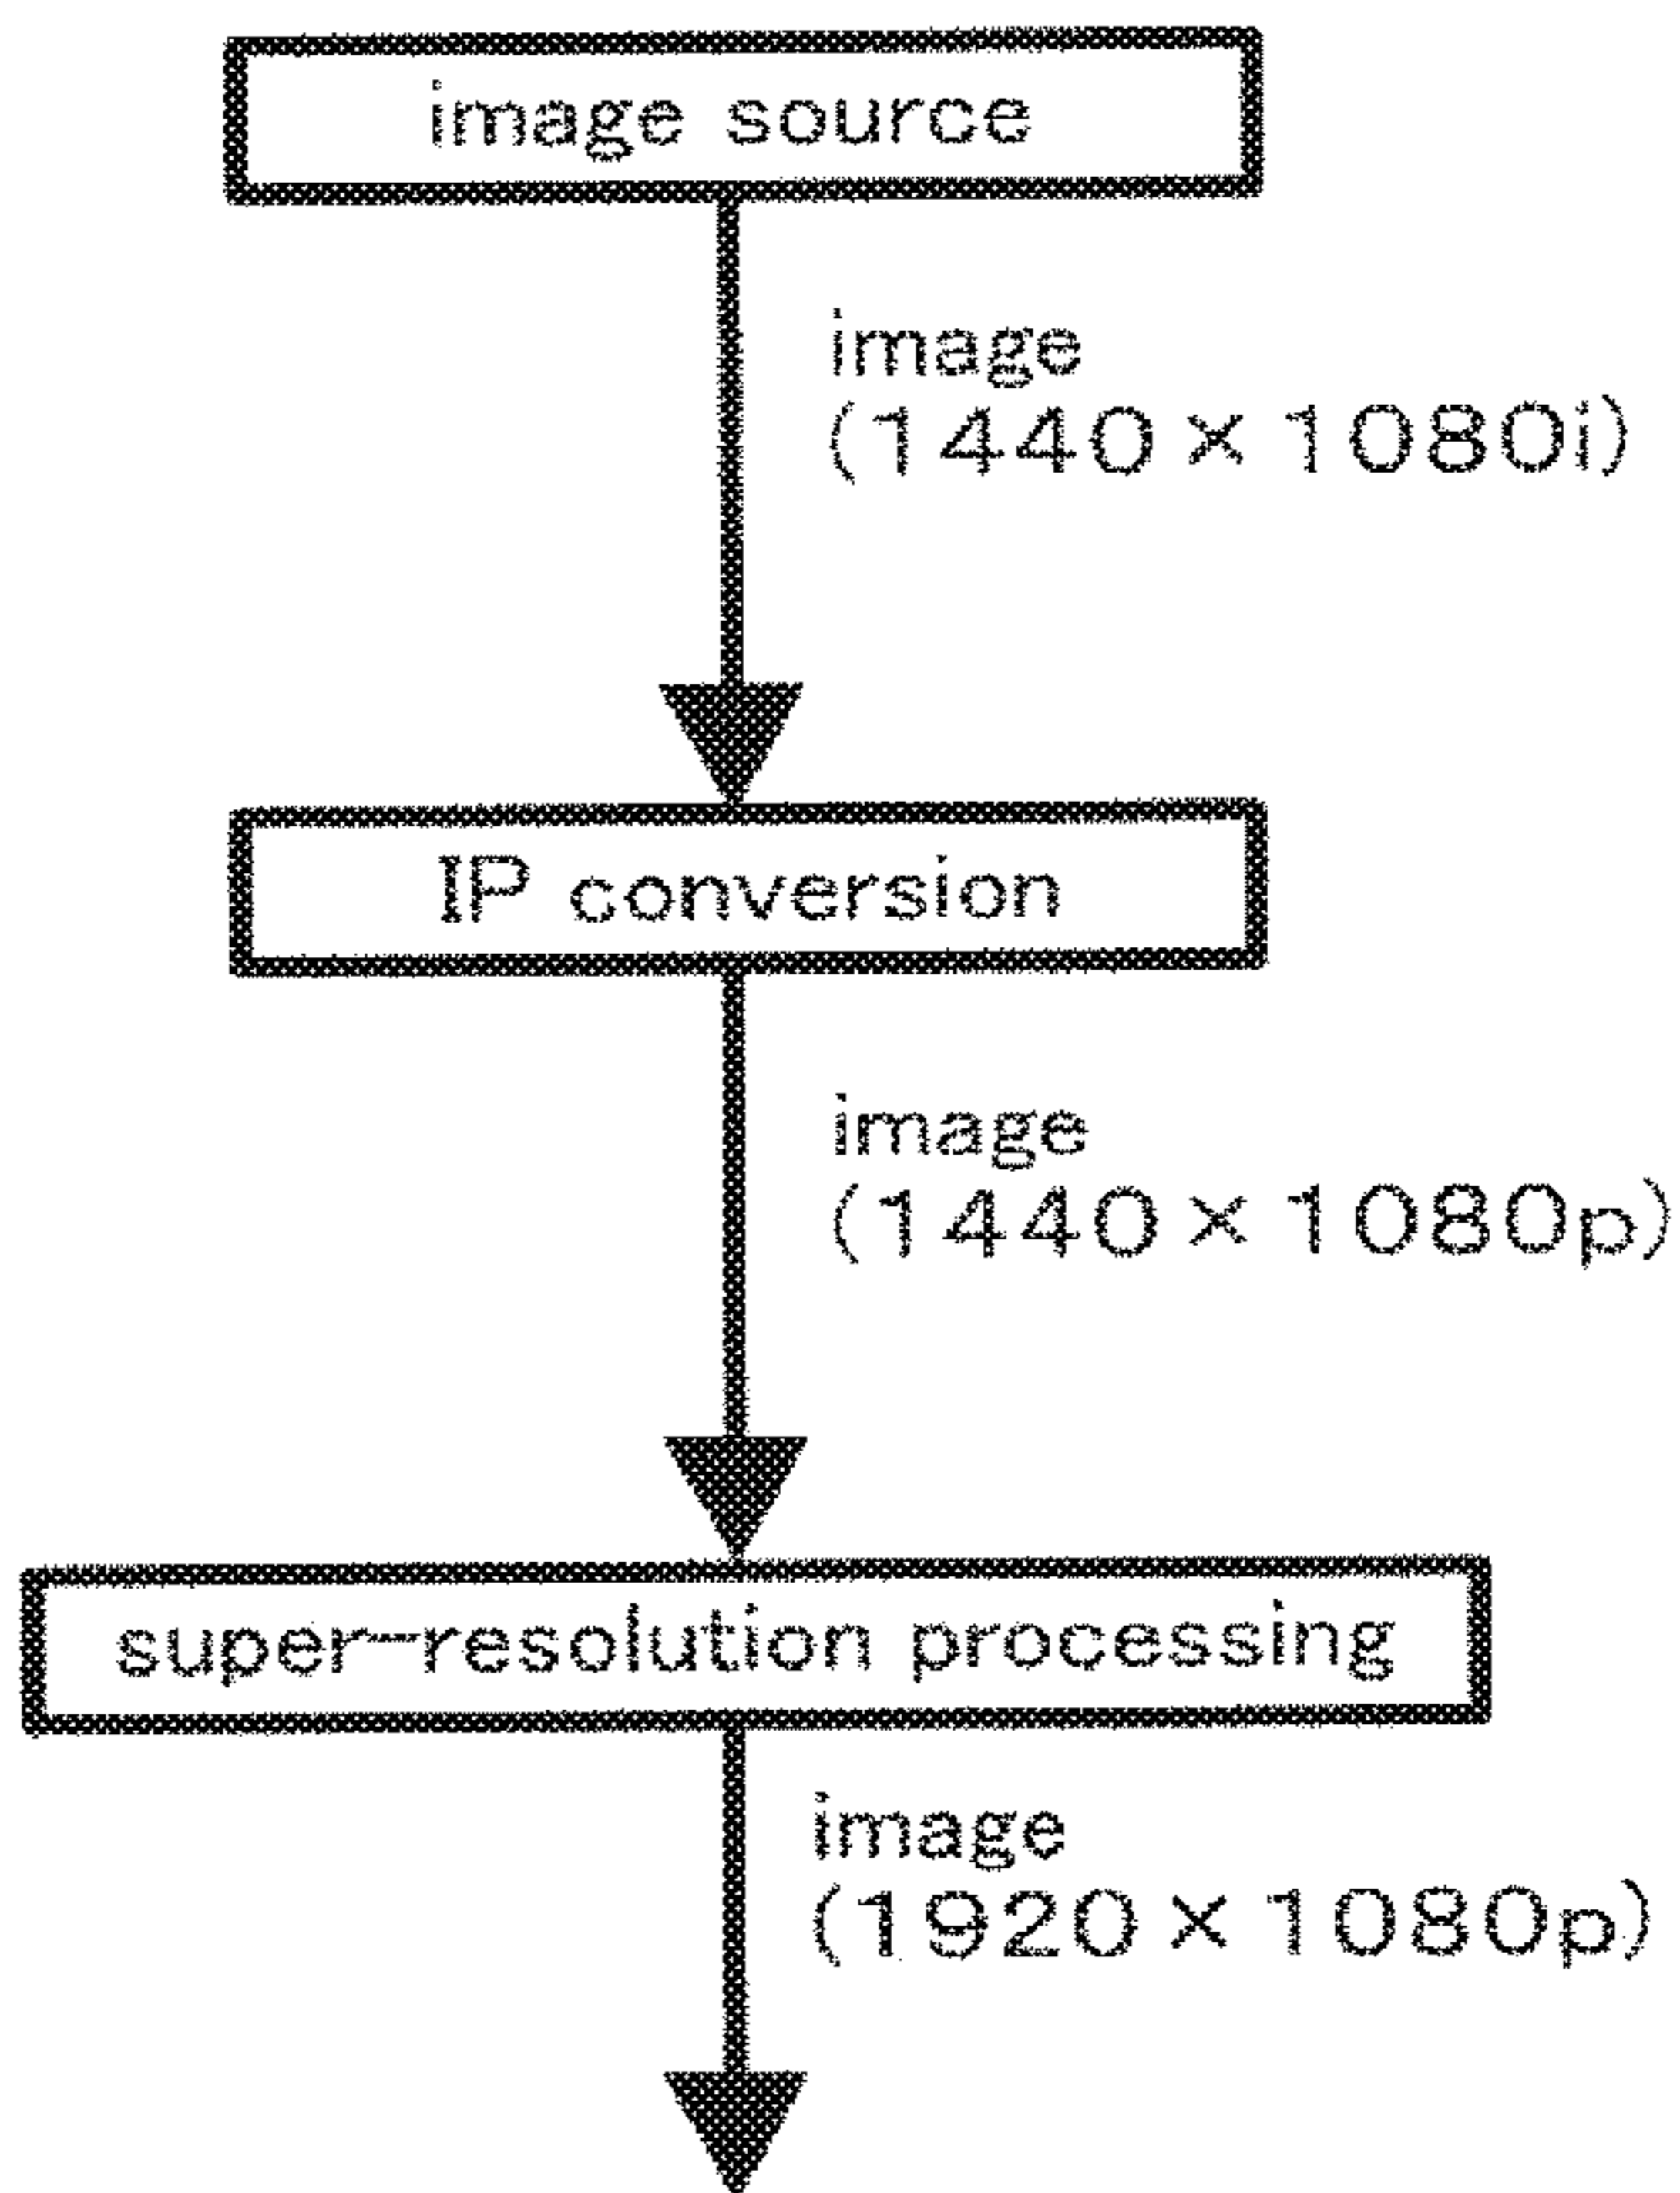 image source
image
(1440×1080i)
IP conversion
image
(1440×1080p)
super-resolution processing
image
(1920×1080p)